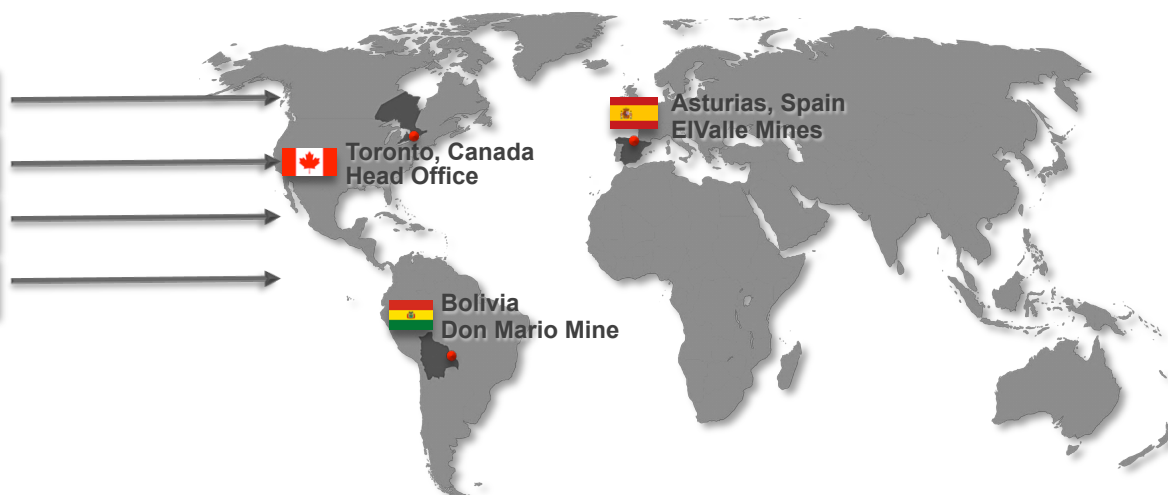 Asturias, Spain
ElValle Mines
Toronto, Canada
Head Office
Bolivia
Don Mario Mine